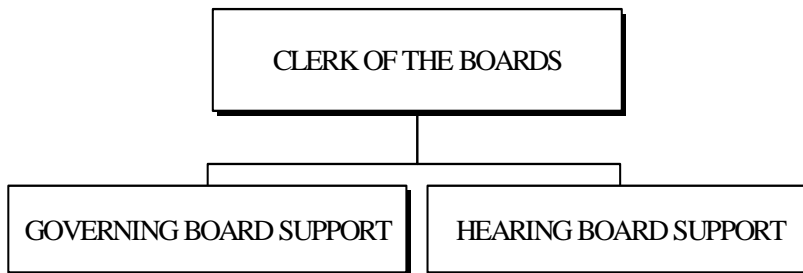 CLERK OF THE BOARDS
GOVERNING BOARD SUPPORT
HEARING BOARD SUPPORT